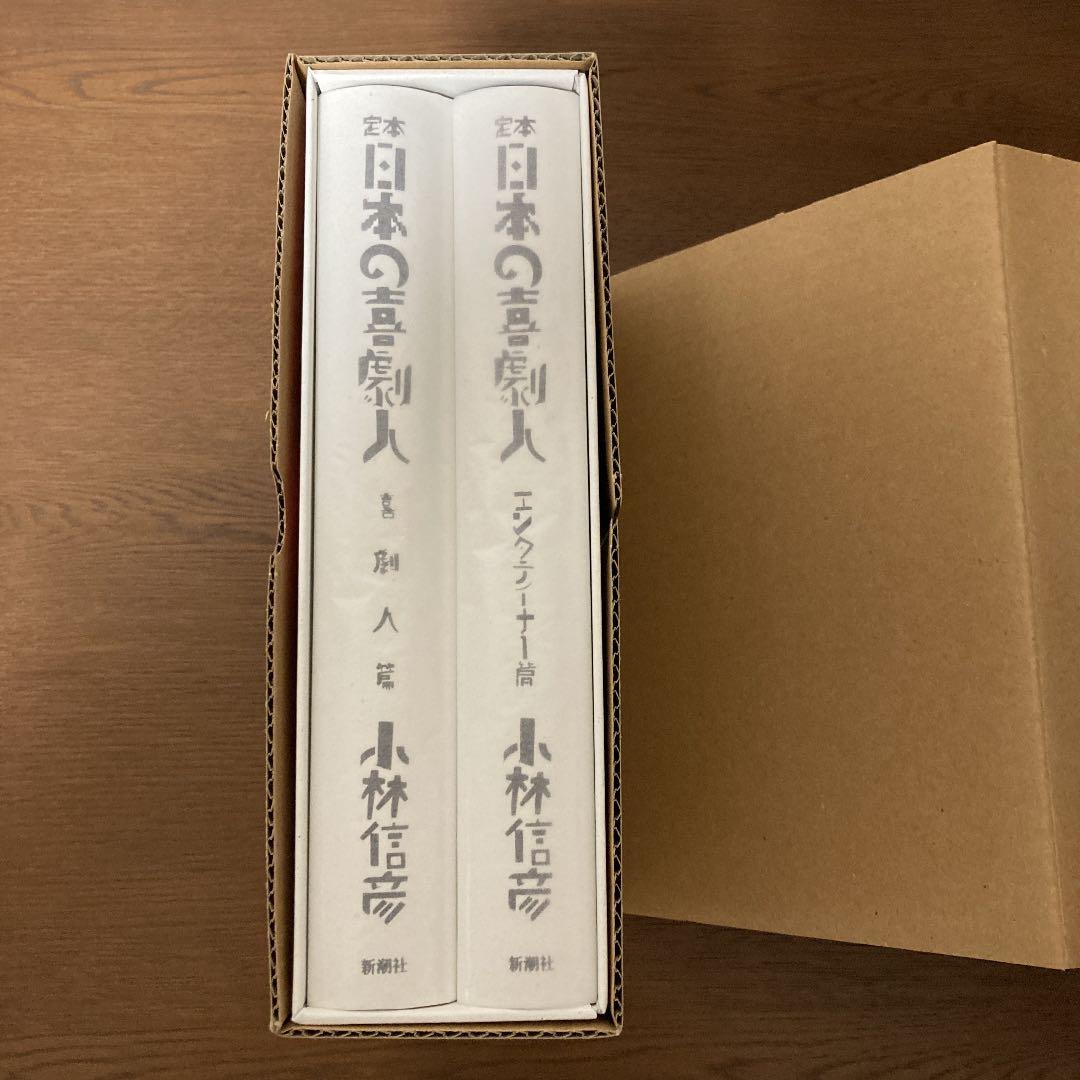 定本
日本の喜劇人
喜劇人篇
小林信彦
新潮社
定本
日本の喜劇人
エンタテイナー篇
小林信彦
新潮社